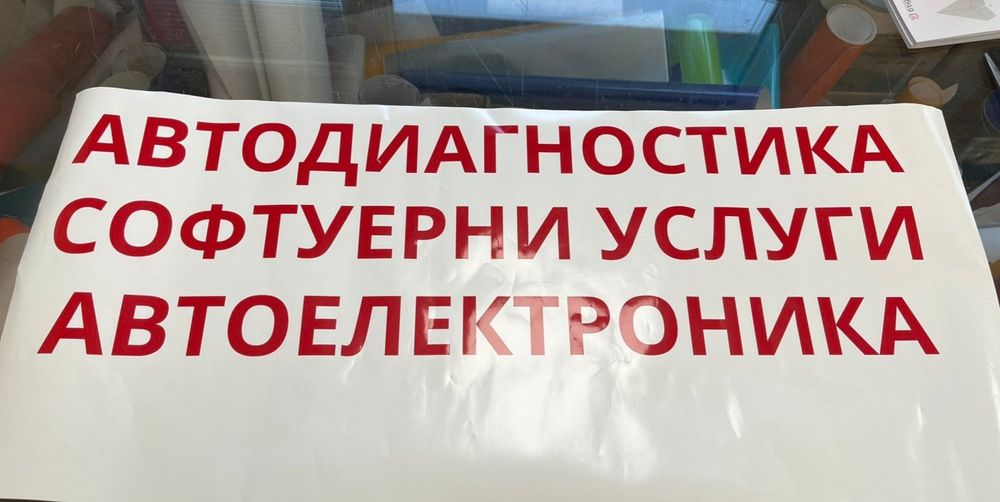 АВТОДИАГНОСТИКА
СОФТУЕРНИ УСЛУГИ
АВТОЕЛЕКТРОНИКА